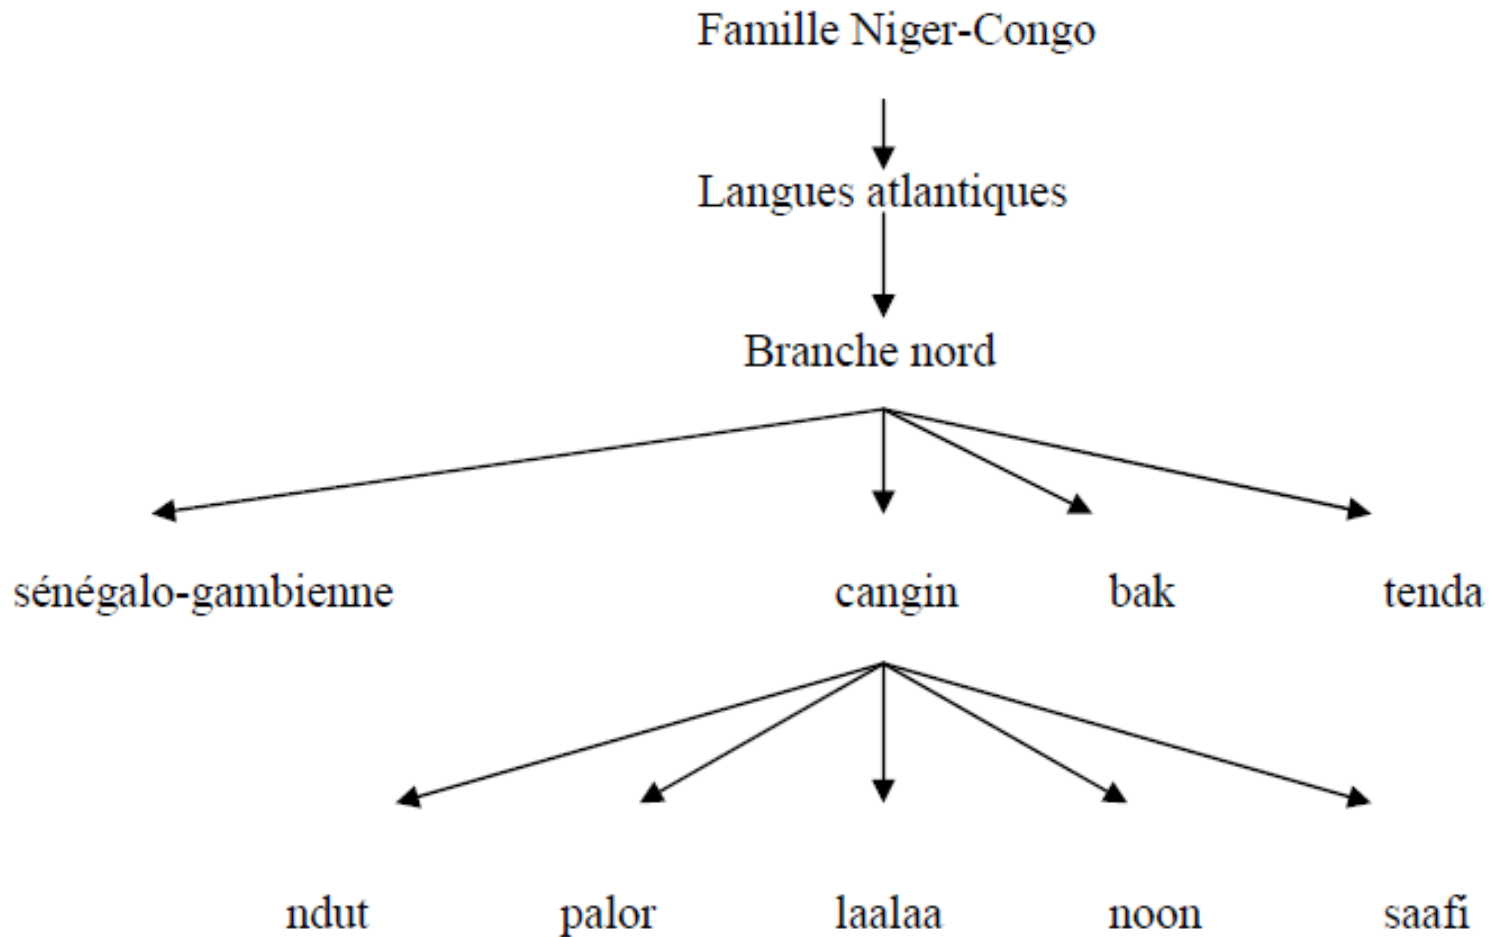 Famille Niger-Congo
Langues atlantiques
Branche nord
sénégalo-gambienne cangin bak tenda
ndut palor laalaa noon saafi